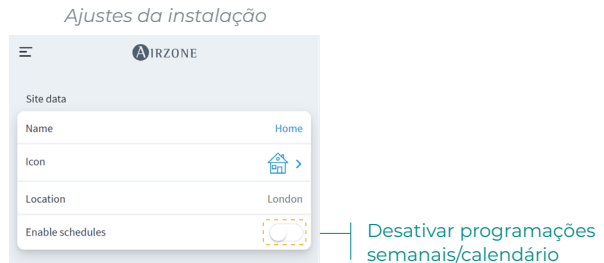 Ajustes da instalação
AIRZONE
Site data
Name Home
Icon
Location London
Enable schedules
Desativar programações
semanais/calendário